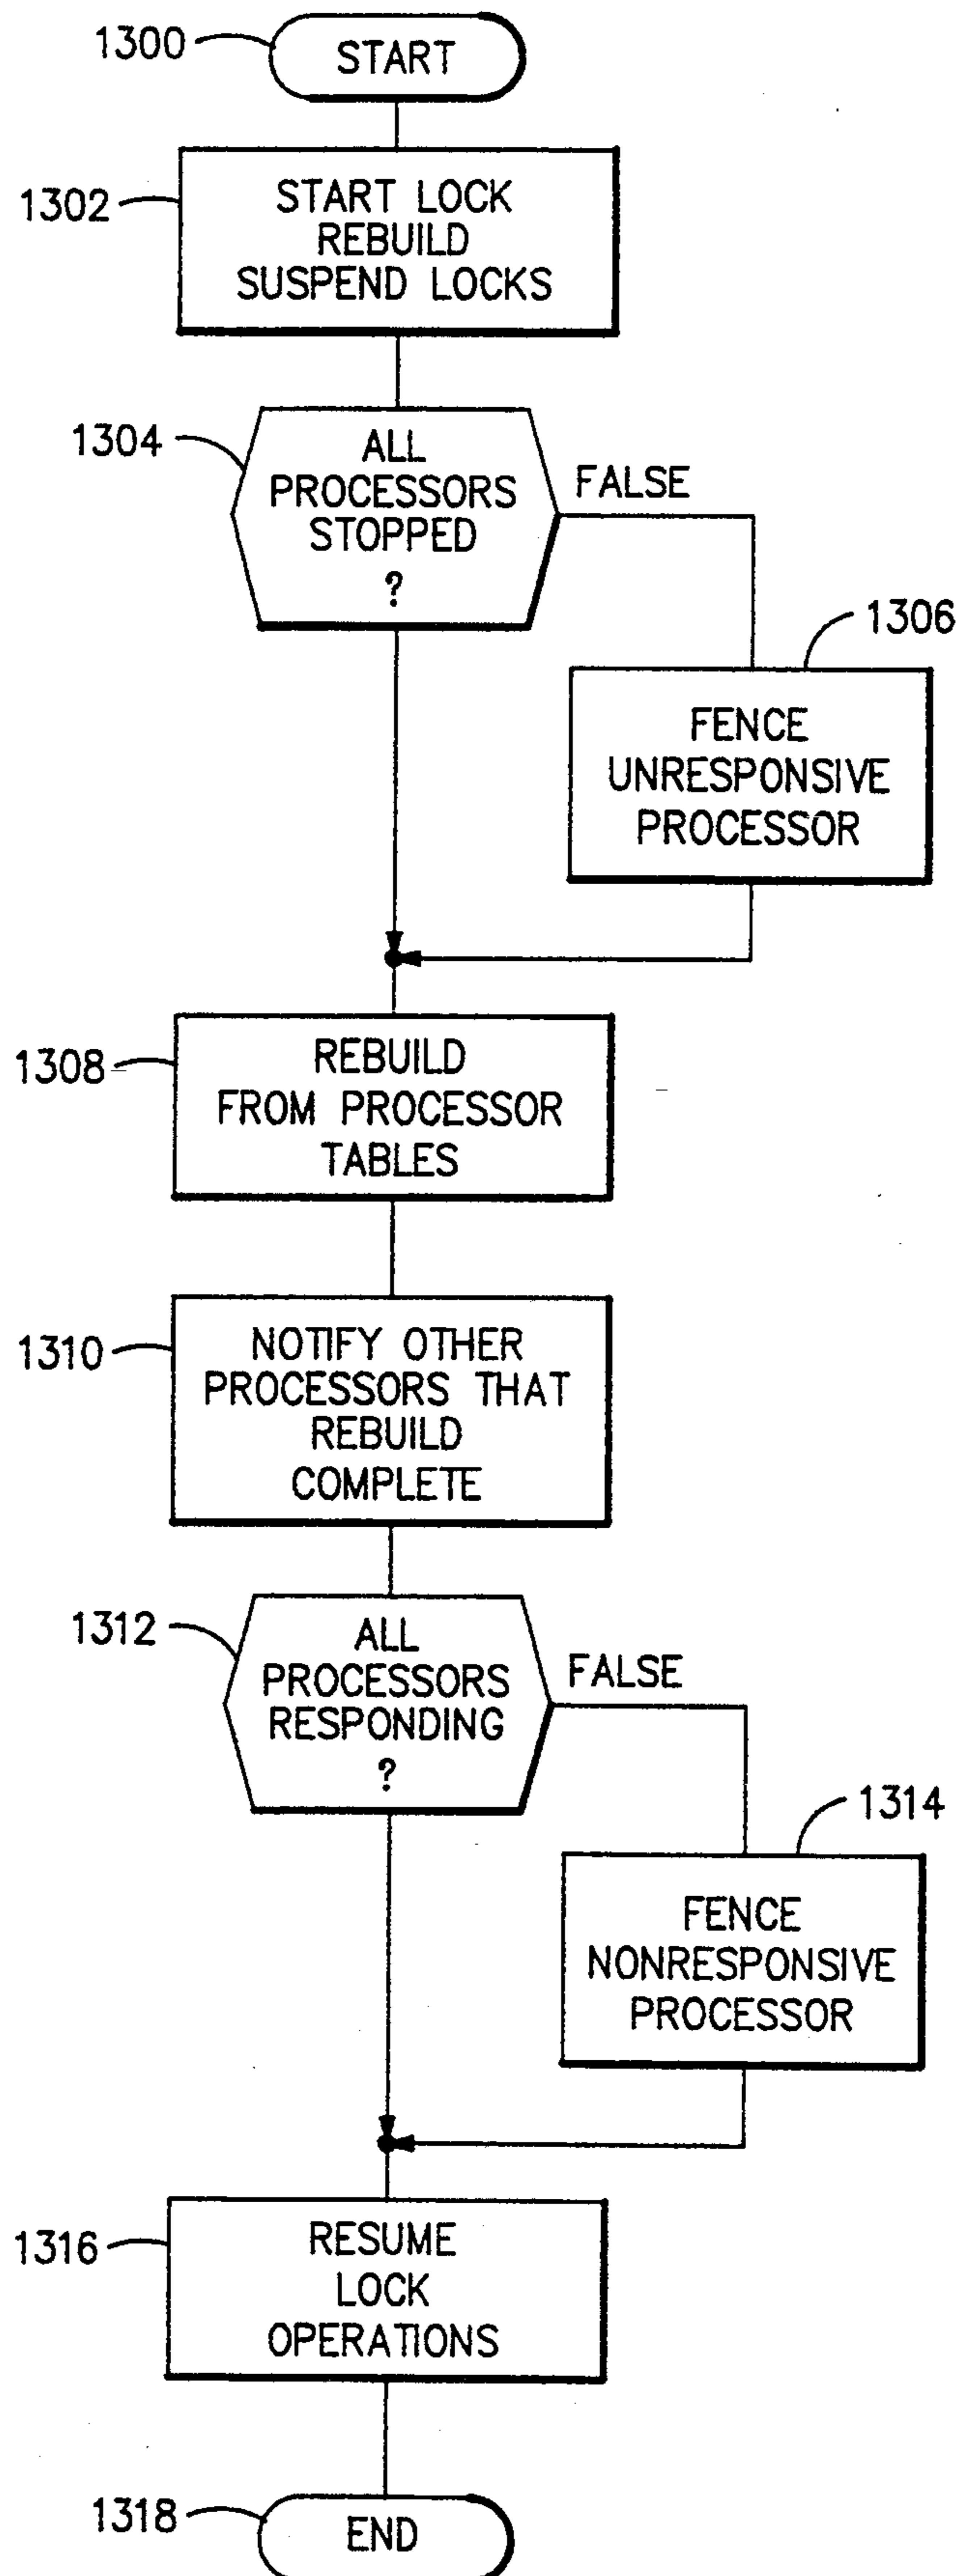 1300
START
1302
START LOCK
REBUILD
SUSPEND LOCKS
1304
ALL
PROCESSORS
STOPPED
?
FALSE
1306
FENCE
UNRESPONSIVE
PROCESSOR
1308
REBUILD
FROM PROCESSOR
TABLES
1310
NOTIFY OTHER
PROCESSORS THAT
REBUILD
COMPLETE
1312
ALL
PROCESSORS
RESPONDING
?
FALSE
1314
FENCE
NONRESPONSIVE
PROCESSOR
1316
RESUME
LOCK
OPERATIONS
1318
END